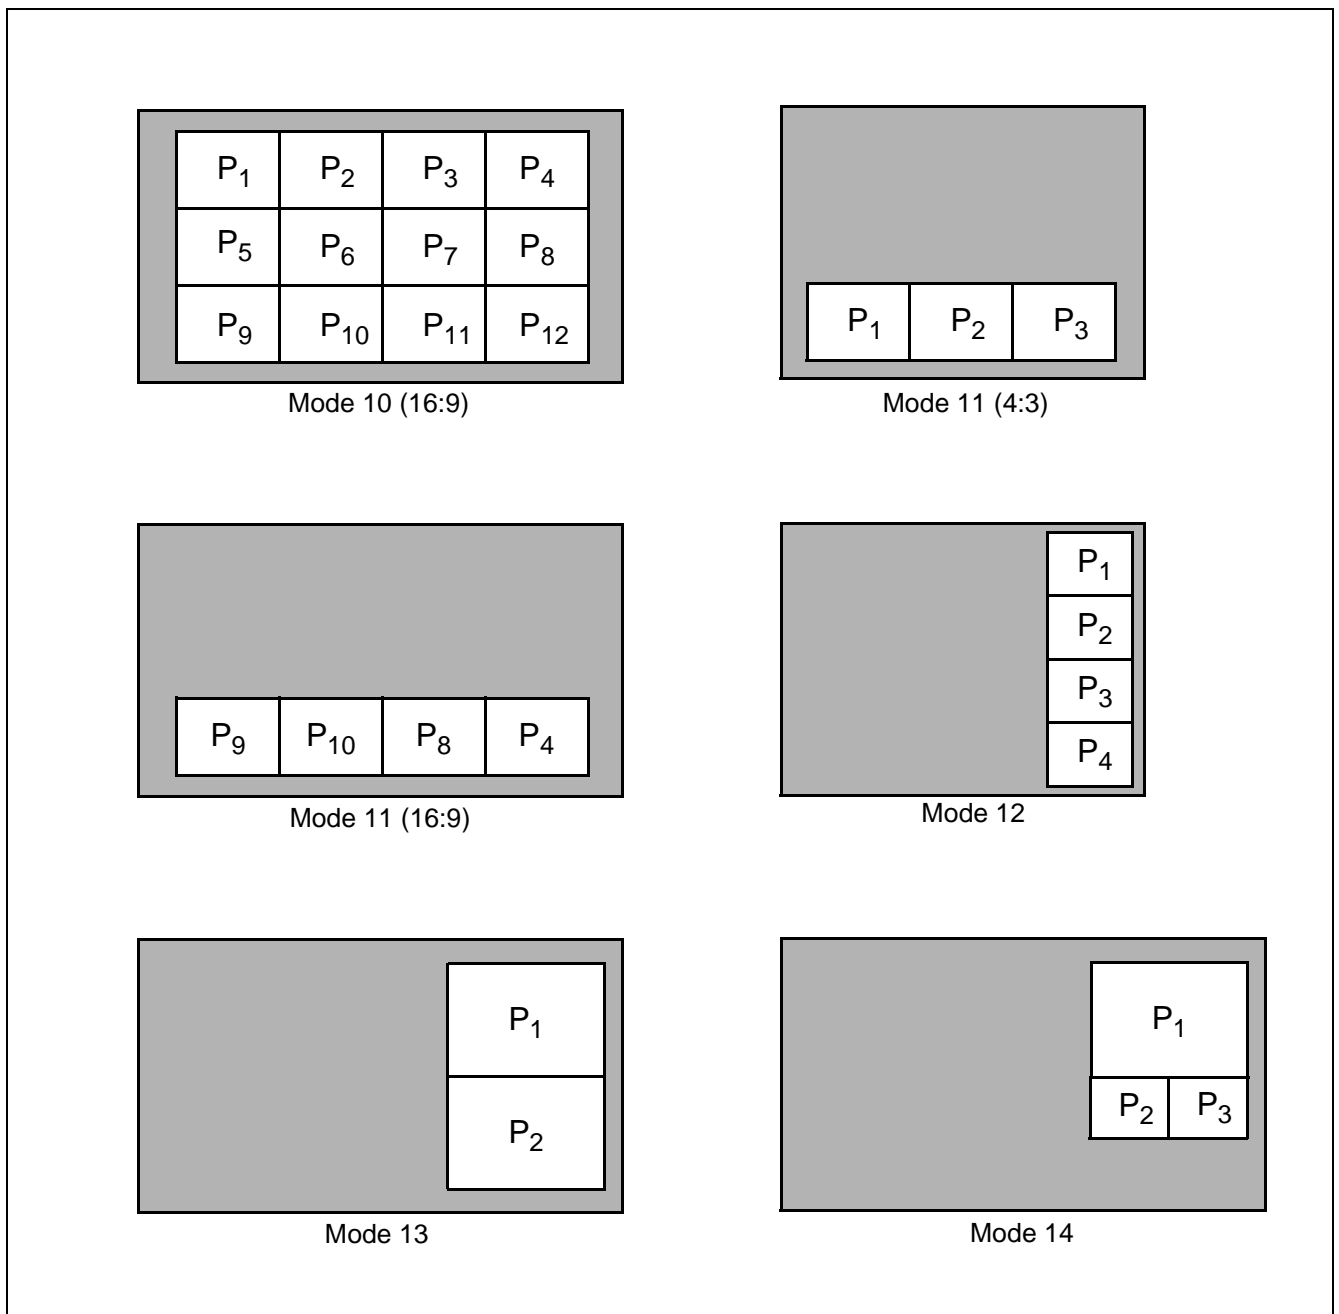 P1 P2 P3 P4
P5 P6 P7 P8
P9 P10 P11 P12
Mode 10 (16:9)
P1 P2 P3
Mode 11 (4:3)
P9 P10 P8 P4
Mode 11 (16:9)
P1
P2
P3
P4
Mode 12
P1
P2
Mode 13
P1
P2 P3
Mode 14